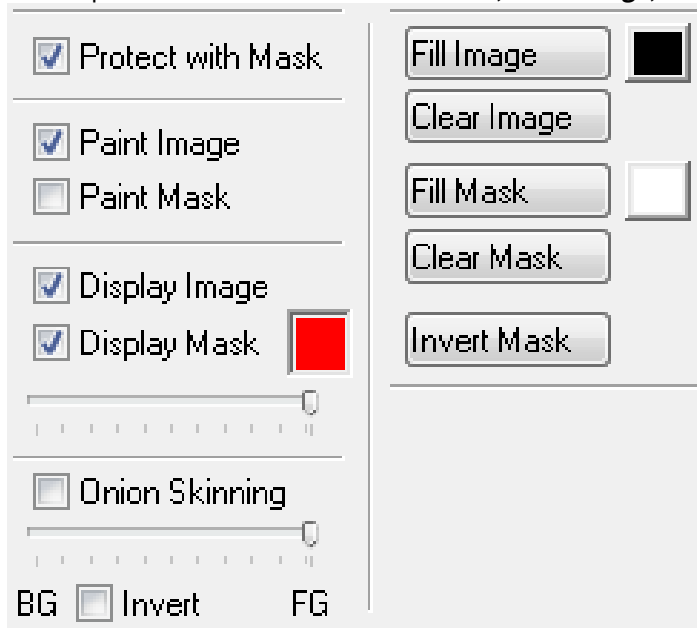 Protect with Mask
Paint Image
Paint Mask
Display Image
Display Mask
Onion Skinning
BG Invert FG
Fill Image
Clear Image
Fill Mask
Clear Mask
Invert Mask